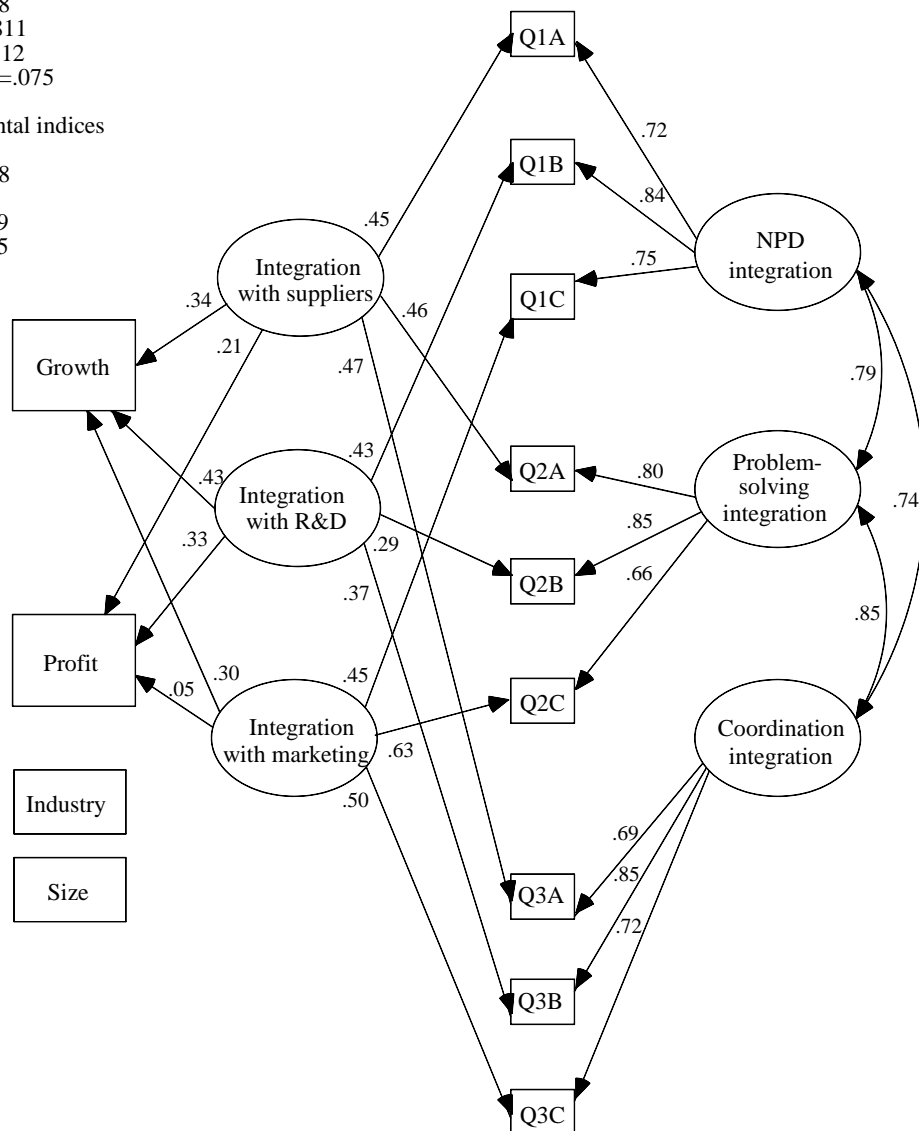 8
811
12
=.075
ntal indices
8
9
5
Q1A
.72
Q1B
.84
.45
NPD
integration
Integration
with suppliers
.75
Q1C
.34
.46
.21
.47
Growth
.79
.43
Q2A
.80
Problem-
solving
integration
.43
Integration
with R&D
.74
.85
.33
.29
Q2B
.66
.37
.85
Profit
.30
.45
.05
Q2C
Integration
with marketing
.63
Coordination
integration
.50
Industry
.69
.85
Size
Q3A
.72
Q3B
Q3C